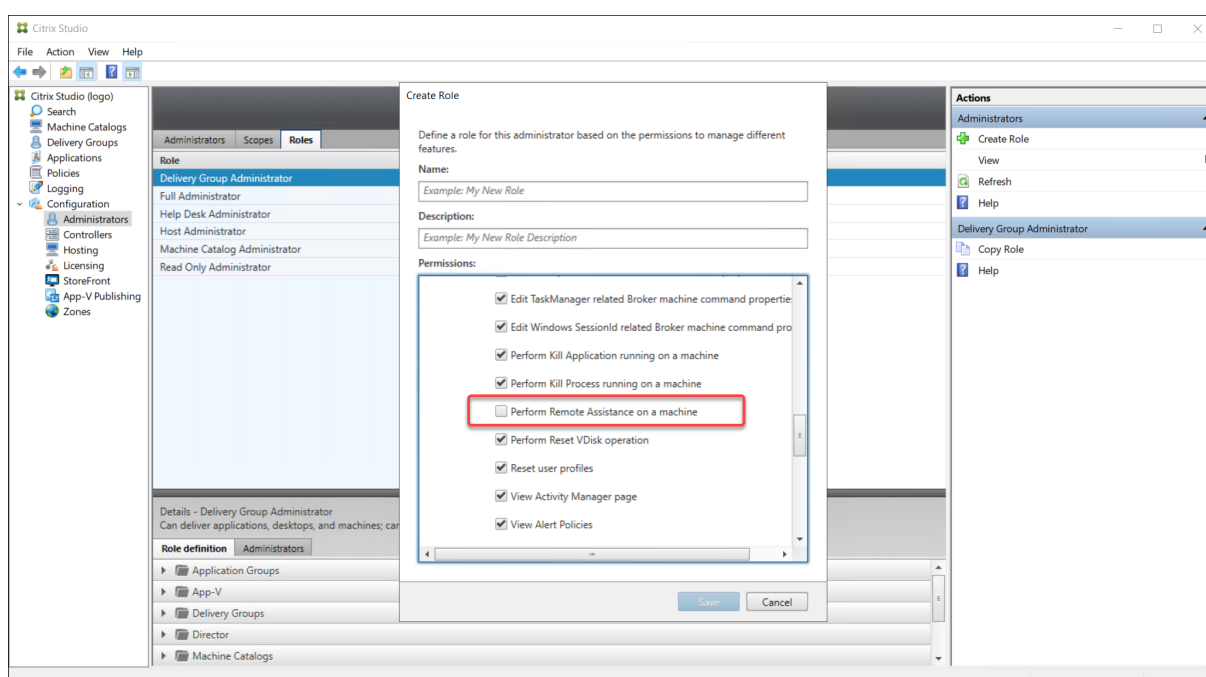 Citrix Studio
File Action View Help
Citrix Studio (logo)
Search
Machine Catalogs
Delivery Groups
Applications
Policies
Logging
Configuration
Administrators
Controllers
Hosting
Licensing
StoreFront
App-V Publishing
Zones
Administrators Scopes Roles
Role
Delivery Group Administrator
Full Administrator
Help Desk Administrator
Host Administrator
Machine Catalog Administrator
Read Only Administrator
Details - Delivery Group Administrator
Can deliver applications, desktops, and machines; can
Role definition Administrators
Application Groups
App-V
Delivery Groups
Director
Machine Catalogs
Create Role
Define a role for this administrator based on the permissions to manage different
features.
Name:
Example: My New Role
Description:
Example: My New Role Description
Permissions:
Edit TaskManager related Broker machine command propertie
Edit Windows SessionId related Broker machine command pro
Perform Kill Application running on a machine
Perform Kill Process running on a machine
Perform Remote Assistance on a machine
Perform Reset VDisk operation
Reset user profiles
View Activity Manager page
View Alert Policies
Save Cancel
Actions
Administrators
Create Role
View
Refresh
Help
Delivery Group Administrator
Copy Role
Help